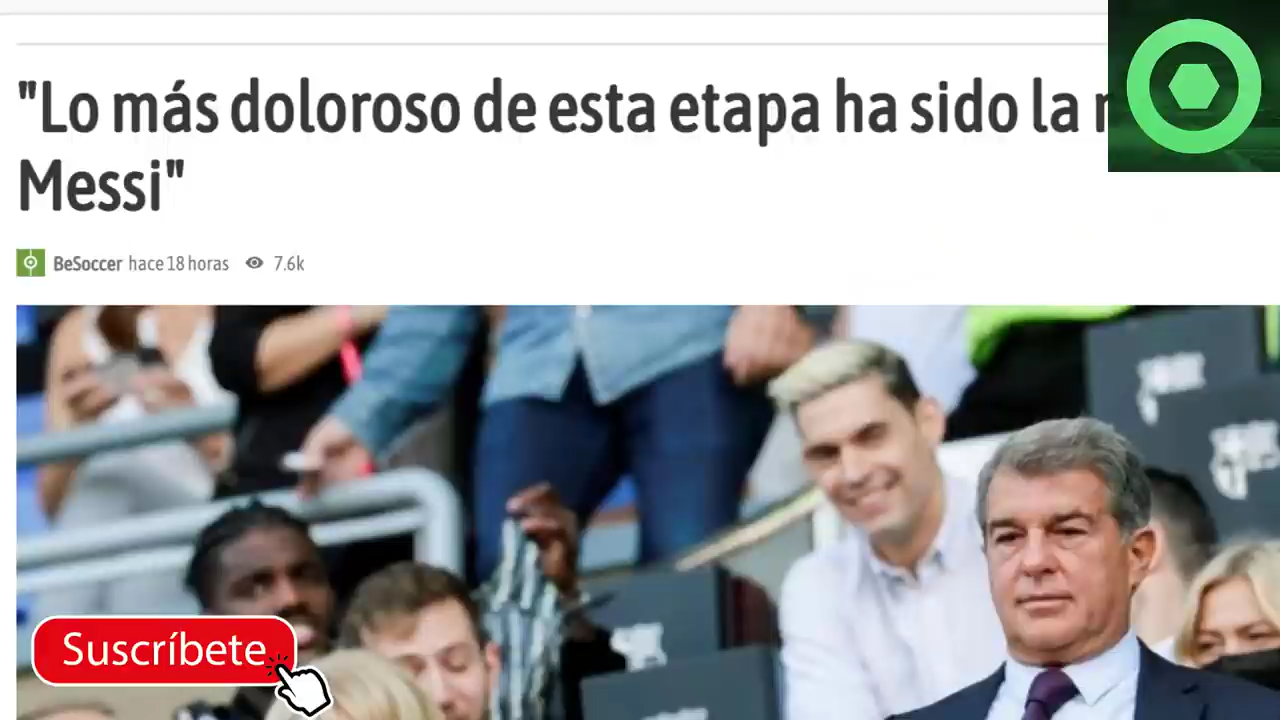 "Lo más doloroso de esta etapa ha sido la
Messi"
BeSoccer hace 18 horas 7.6k
Suscríbete